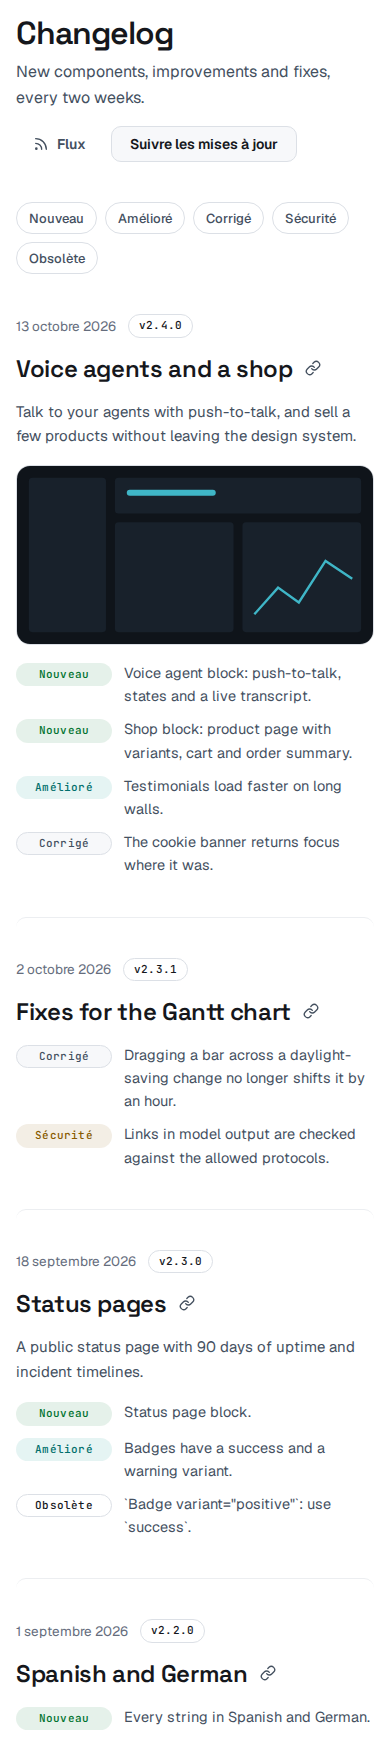 Changelog
New components, improvements and fixes,
every two weeks.
Flux
Suivre les mises à jour
Nouveau
Amélioré
Corrigé
Sécurité
Obsolète
13 octobre 2026
v2.4.0
Voice agents and a shop
Talk to your agents with push-to-talk, and sell a
few products without leaving the design system.
Nouveau
Voice agent block: push-to-talk,
states and a live transcript.
Nouveau
Shop block: product page with
variants, cart and order summary.
Amélioré
Testimonials load faster on long
walls.
Corrigé
The cookie banner returns focus
where it was.
2 octobre 2026
v2.3.1
Fixes for the Gantt chart
Corrigé
Dragging a bar across a daylight-
saving change no longer shifts it by
an hour.
Sécurité
Links in model output are checked
against the allowed protocols.
18 septembre 2026
v2.3.0
Status pages
A public status page with 90 days of uptime and
incident timelines.
Nouveau
Status page block.
Amélioré
Badges have a success and a
warning variant.
Obsolète
`Badge variant="positive"`: use
`success`.
1 septembre 2026
v2.2.0
Spanish and German
Nouveau
Every string in Spanish and German.